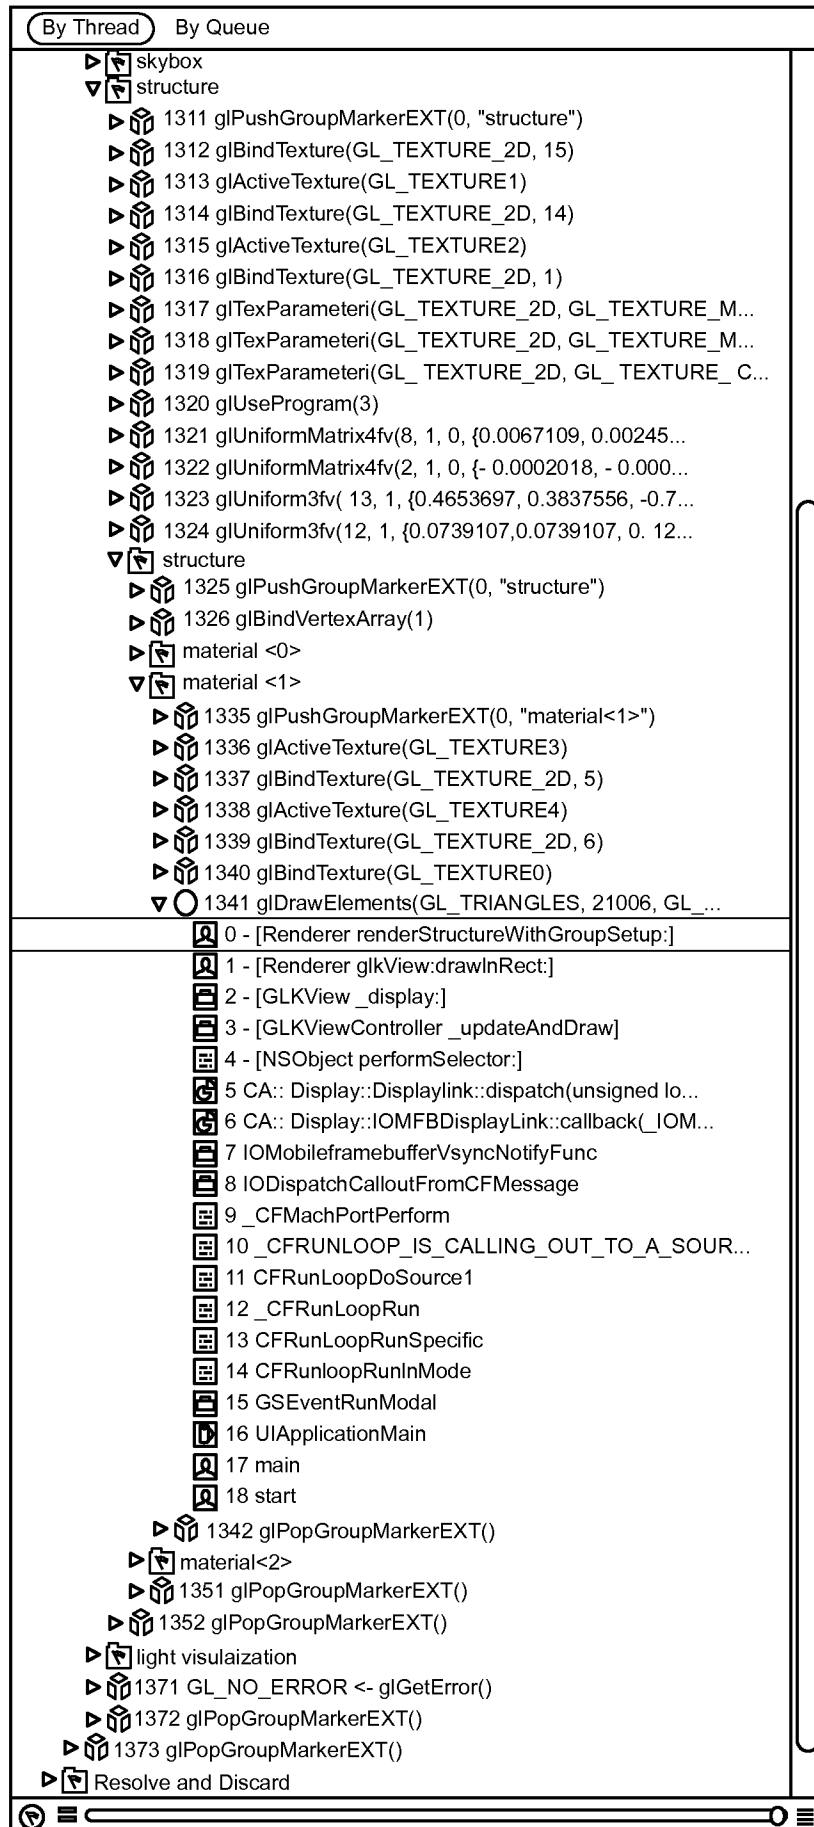 By Thread By Queue
skybox
structure
1311 glPushGroupMarkerEXT(0, "structure")
1312 glBindTexture(GL_TEXTURE_2D, 15)
1313 glActiveTexture(GL_TEXTURE1)
1314 glBindTexture(GL_TEXTURE_2D, 14)
1315 glActiveTexture(GL_TEXTURE2)
1316 glBindTexture(GL_TEXTURE_2D, 1)
1317 glTexParameteri(GL_TEXTURE_2D, GL_TEXTURE_M...
1318 glTexParameteri(GL_TEXTURE_2D, GL_TEXTURE_M...
1319 glTexParameteri(GL_ TEXTURE_2D, GL_ TEXTURE_ C...
1320 glUseProgram(3)
1321 glUniformMatrix4fv(8, 1, 0, {0.0067109, 0.00245...
1322 glUniformMatrix4fv(2, 1, 0, {- 0.0002018, - 0.000...
1323 glUniform3fv( 13, 1, {0.4653697, 0.3837556, -0.7...
1324 glUniform3fv(12, 1, {0.0739107,0.0739107, 0. 12...
structure
1325 glPushGroupMarkerEXT(0, "structure")
1326 glBindVertexArray(1)
material <0>
material <1>
1335 glPushGroupMarkerEXT(0, "material<1>")
1336 glActiveTexture(GL_TEXTURE3)
1337 glBindTexture(GL_TEXTURE_2D, 5)
1338 glActiveTexture(GL_TEXTURE4)
1339 glBindTexture(GL_TEXTURE_2D, 6)
1340 glBindTexture(GL_TEXTURE0)
1341 glDrawElements(GL_TRIANGLES, 21006, GL_...
0 - [Renderer renderStructureWithGroupSetup:]
1 - [Renderer glkView:drawInRect:]
2 - [GLKView _display:]
3 - [GLKViewController _updateAndDraw]
4 - [NSObject performSelector:]
5 CA:: Display::Displaylink::dispatch(unsigned lo...
6 CA:: Display::IOMFBDisplayLink::callback(_IOM...
7 IOMobileframebufferVsyncNotifyFunc
8 IODispatchCalloutFromCFMessage
9 _CFMachPortPerform
10 _CFRUNLOOP_IS_CALLING_OUT_TO_A_SOUR...
11 CFRunLoopDoSource1
12 _CFRunLoopRun
13 CFRunLoopRunSpecific
14 CFRunloopRunInMode
15 GSEventRunModal
16 UIApplicationMain
17 main
18 start
1342 glPopGroupMarkerEXT()
material<2>
1351 glPopGroupMarkerEXT()
1352 glPopGroupMarkerEXT()
light visulaization
1371 GL_NO_ERROR <- glGetError()
1372 glPopGroupMarkerEXT()
1373 glPopGroupMarkerEXT()
Resolve and Discard